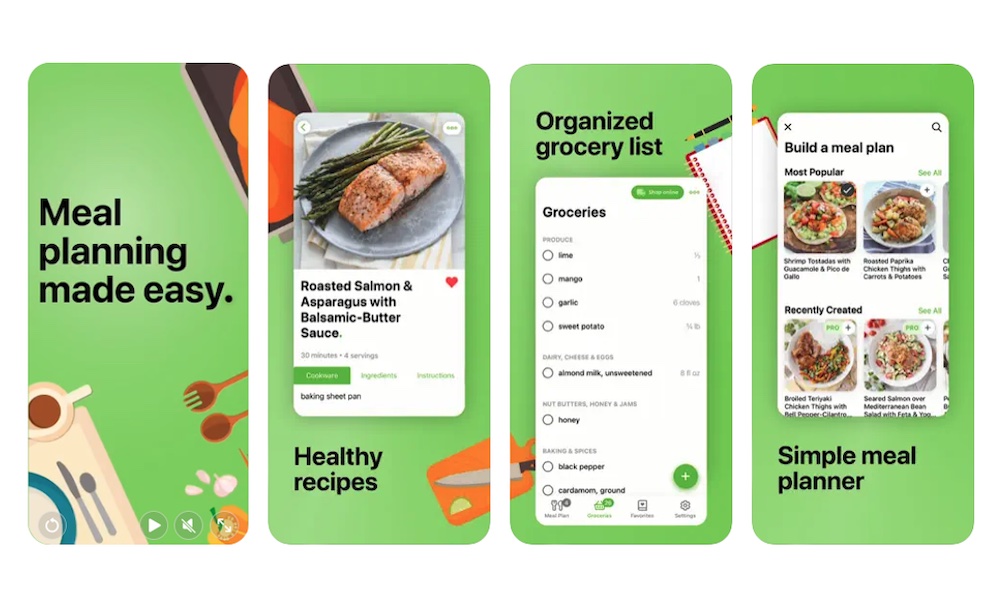 Meal
planning
made easy.
Roasted Salmon &
Asparagus with
Balsamic-Butter
Sauce.
30 minutes • 4 servings
Cookware
Ingredients
Instructions
baking sheet pan
Healthy
recipes
Organized
grocery list
Shop online
Groceries
PRODUCE
lime ½
mango 1
garlic 6 cloves
sweet potato ¾ lb
DAIRY, CHEESE & EGGS
almond milk, unsweetened 8 fl oz
NUT BUTTERS, HONEY & JAMS
honey
BAKING & SPICES
black pepper
cardamom, ground
Meal Plan
Groceries
Favorites
Settings
Build a meal plan
Most Popular See All
Shrimp Tostadas with
Guacamole & Pico de
Gallo
Roasted Paprika
Chicken Thighs with
Carrots & Potatoes
Recently Created See All
PRO
PRO
Broiled Teriyaki
Chicken Thighs with
Bell Pepper-Cilantro...
Seared Salmon over
Mediterranean Bean
Salad with Feta & Yog...
Simple meal
planner